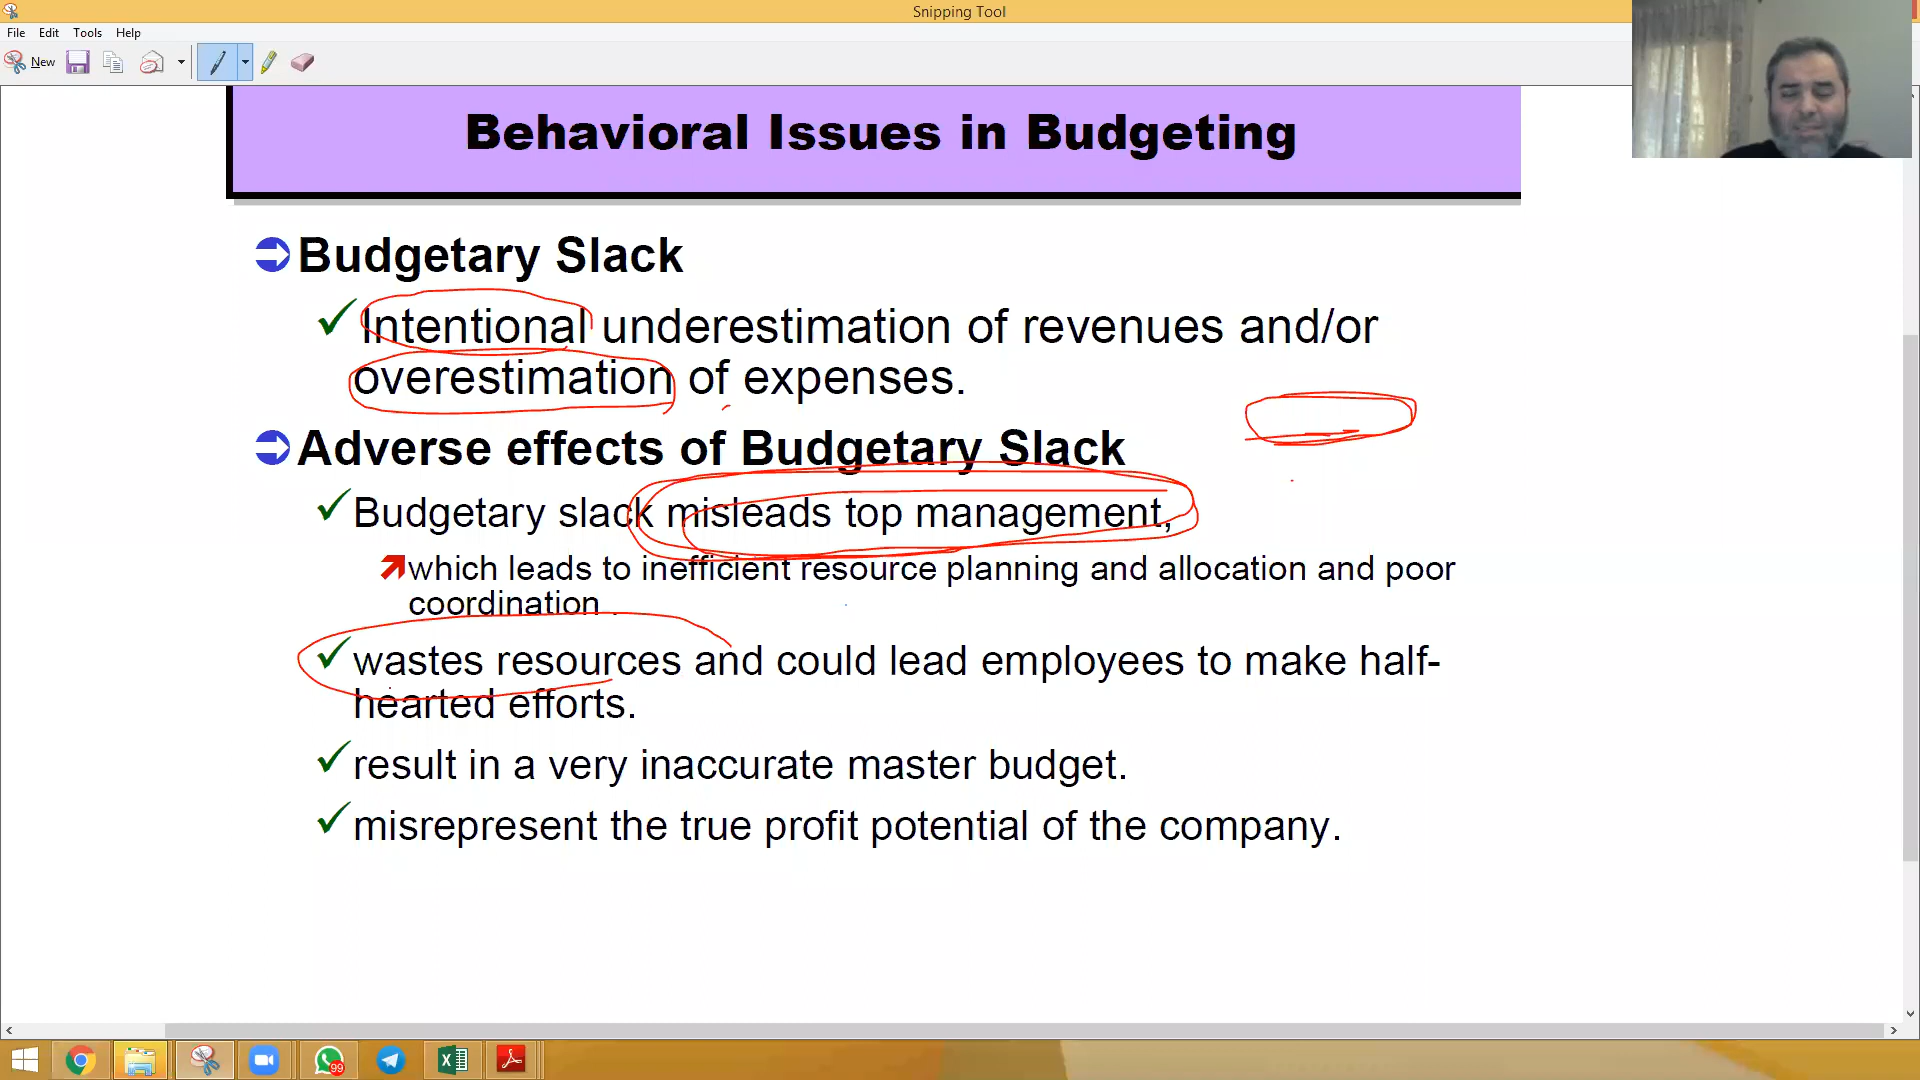 Snipping Tool
File Edit Tools Help
New
Behavioral Issues in Budgeting
Budgetary Slack
Intentional underestimation of revenues and/or
overestimation of expenses.
Adverse effects of Budgetary Slack
Budgetary slack misleads top management,
which leads to inefficient resource planning and allocation and poor
coordination .
wastes resources and could lead employees to make half-
hearted efforts.
result in a very inaccurate master budget.
misrepresent the true profit potential of the company.
99